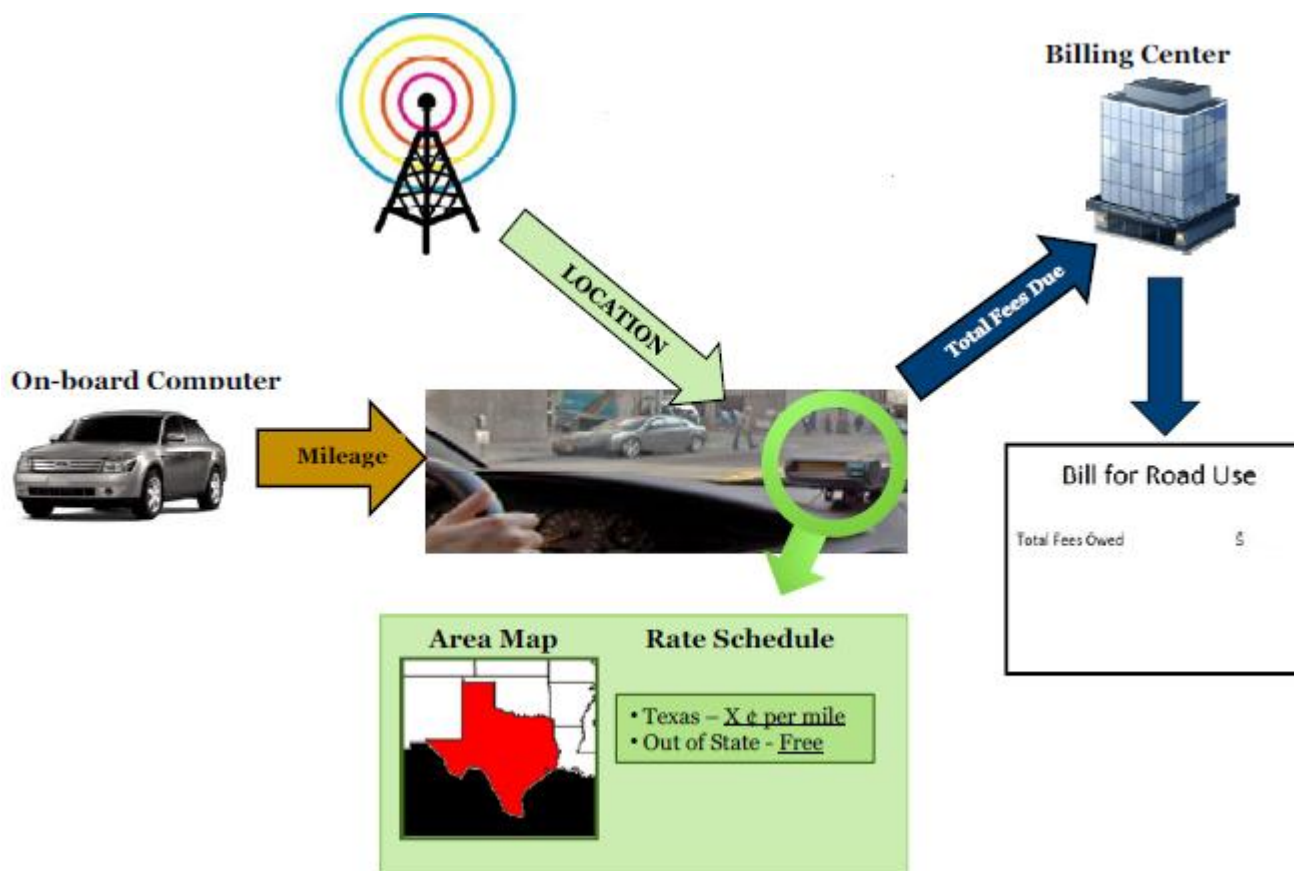 Billing Center
LOCATION
Total Fees Due
On-board Computer
Mileage
Bill for Road Use
Total Fees Owed $
Area Map
Rate Schedule
• Texas – X ¢ per mile
• Out of State - Free